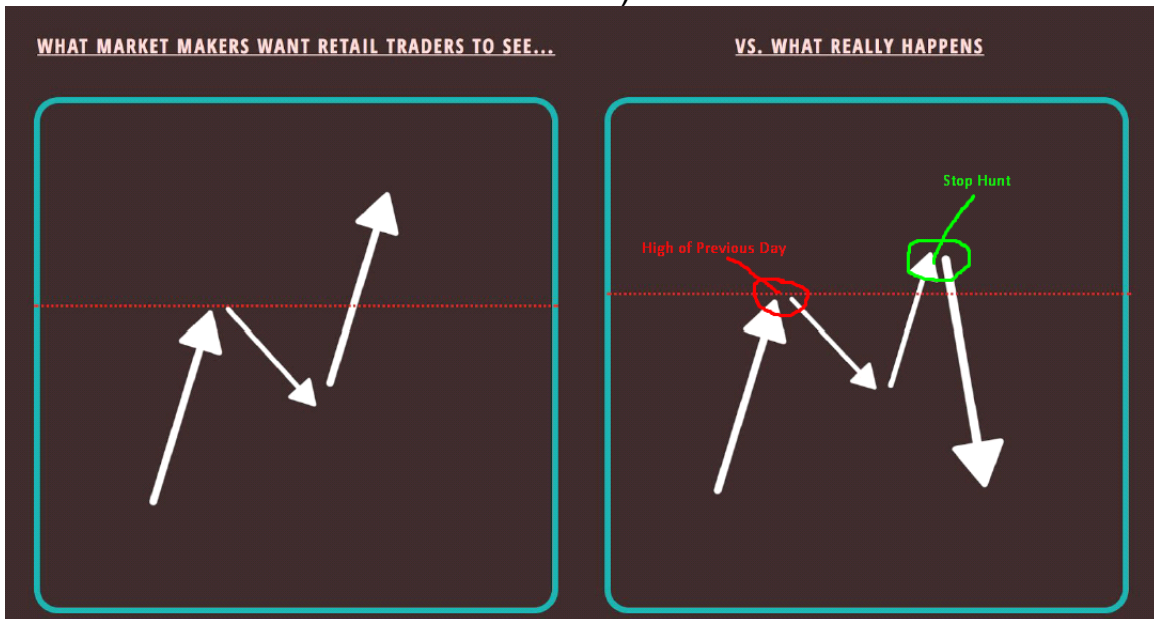 WHAT MARKET MAKERS WANT RETAIL TRADERS TO SEE...
VS. WHAT REALLY HAPPENS
Stop Hunt
High of Previous Day